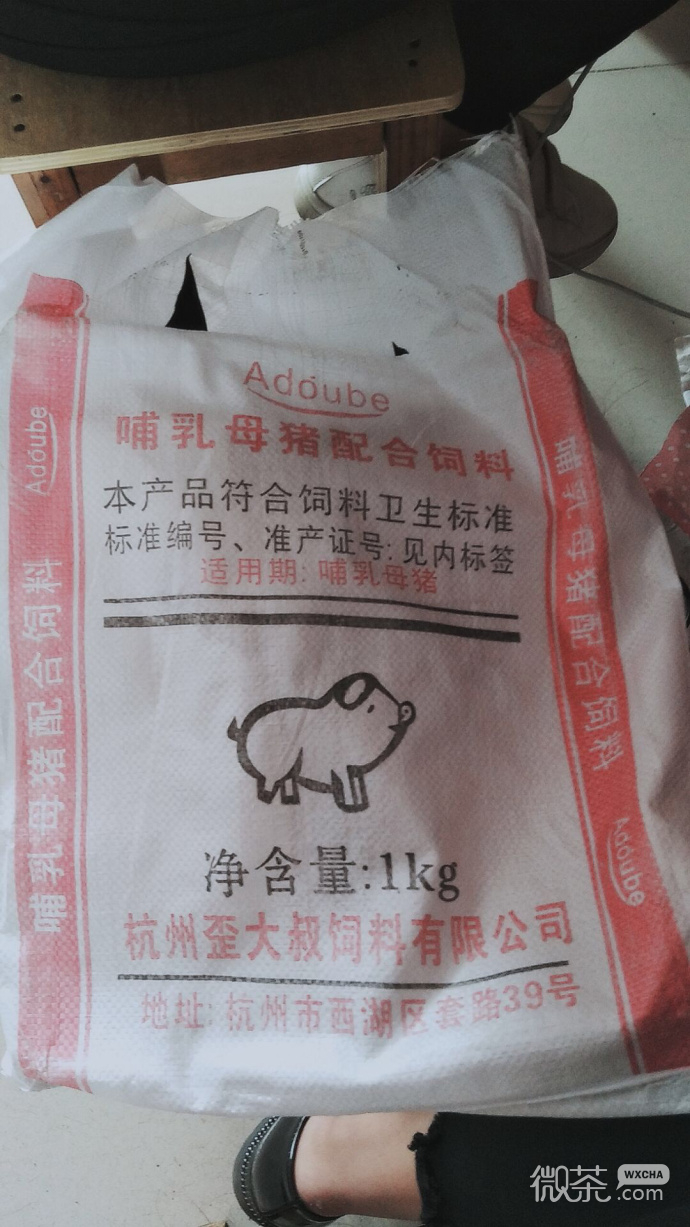 Adoube
哺乳母猪配合饲料
本产品符合饲料卫生标准
标准编号、准产证号:见内标签
适用期:哺乳母猪
净含量:1kg
杭州歪大叔饲料有限公司
地址:杭州市西湖区套路39号
Adoube
哺乳母猪配合饲料
哺乳母猪配合饲料
Adoube
微茶
WXCHA
.com